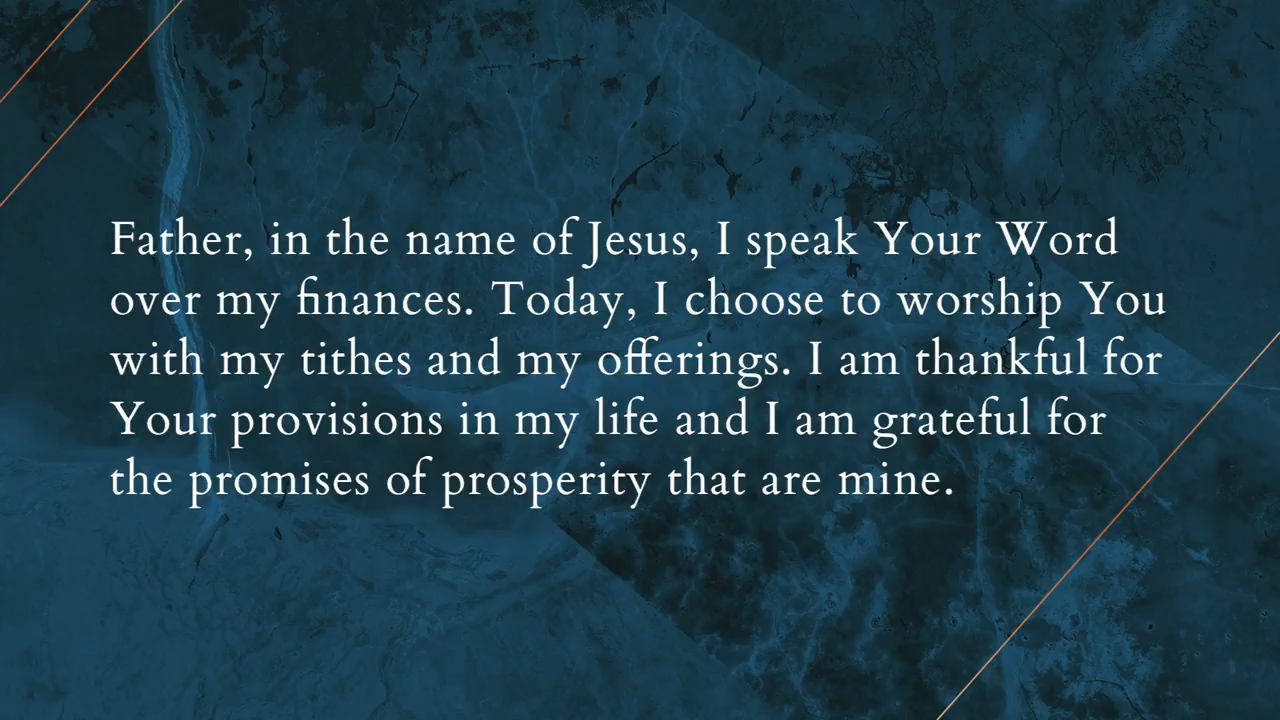 Father, in the name of Jesus, I speak Your Word
over my finances. Today, I choose to worship You
with my tithes and my offerings. I am thankful for
Your provisions in my life and I am grateful for
the promises of prosperity that are mine.